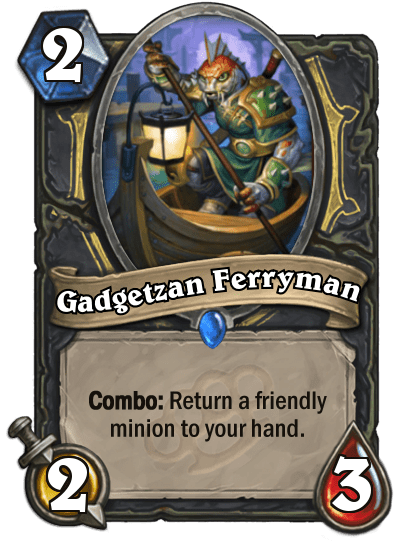 2
Gadgetzan Ferryman
Combo: Return a friendly
minion to your hand.
2
3